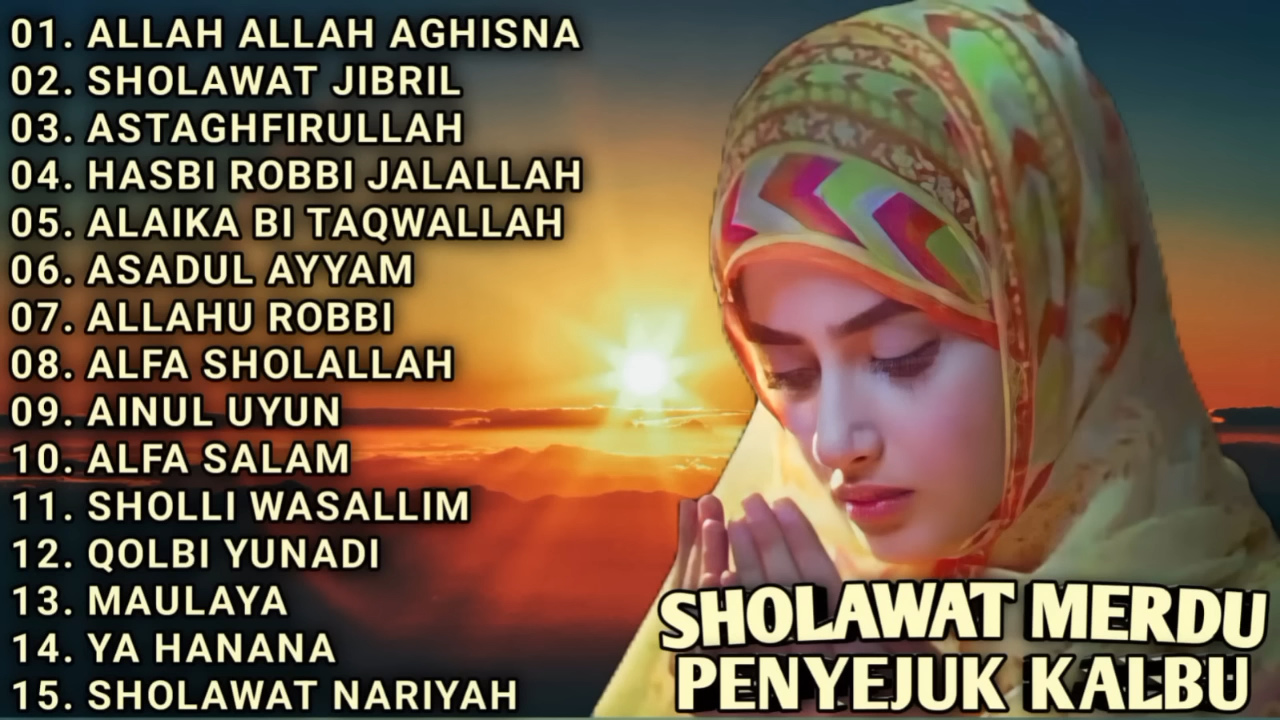 01. ALLAH ALLAH AGHISNA
02. SHOLAWAT JIBRIL
03. ASTAGHFIRULLAH
04. HASBI ROBBI JALALLAH
05. ALAIKA BI TAQWALLAH
06. ASADUL AYYAM
07. ALLAHU ROBBI
08. ALFA SHOLALLAH
09. AINUL UYUN
10. ALFA SALAM
11. SHOLLI WASALLIM
12. QOLBI YUNADI
13. MAULAYA
14. YA HANANA
15. SHOLAWAT NARIYAH
SHOLAWAT MERDU
PENYEJUK KALBU